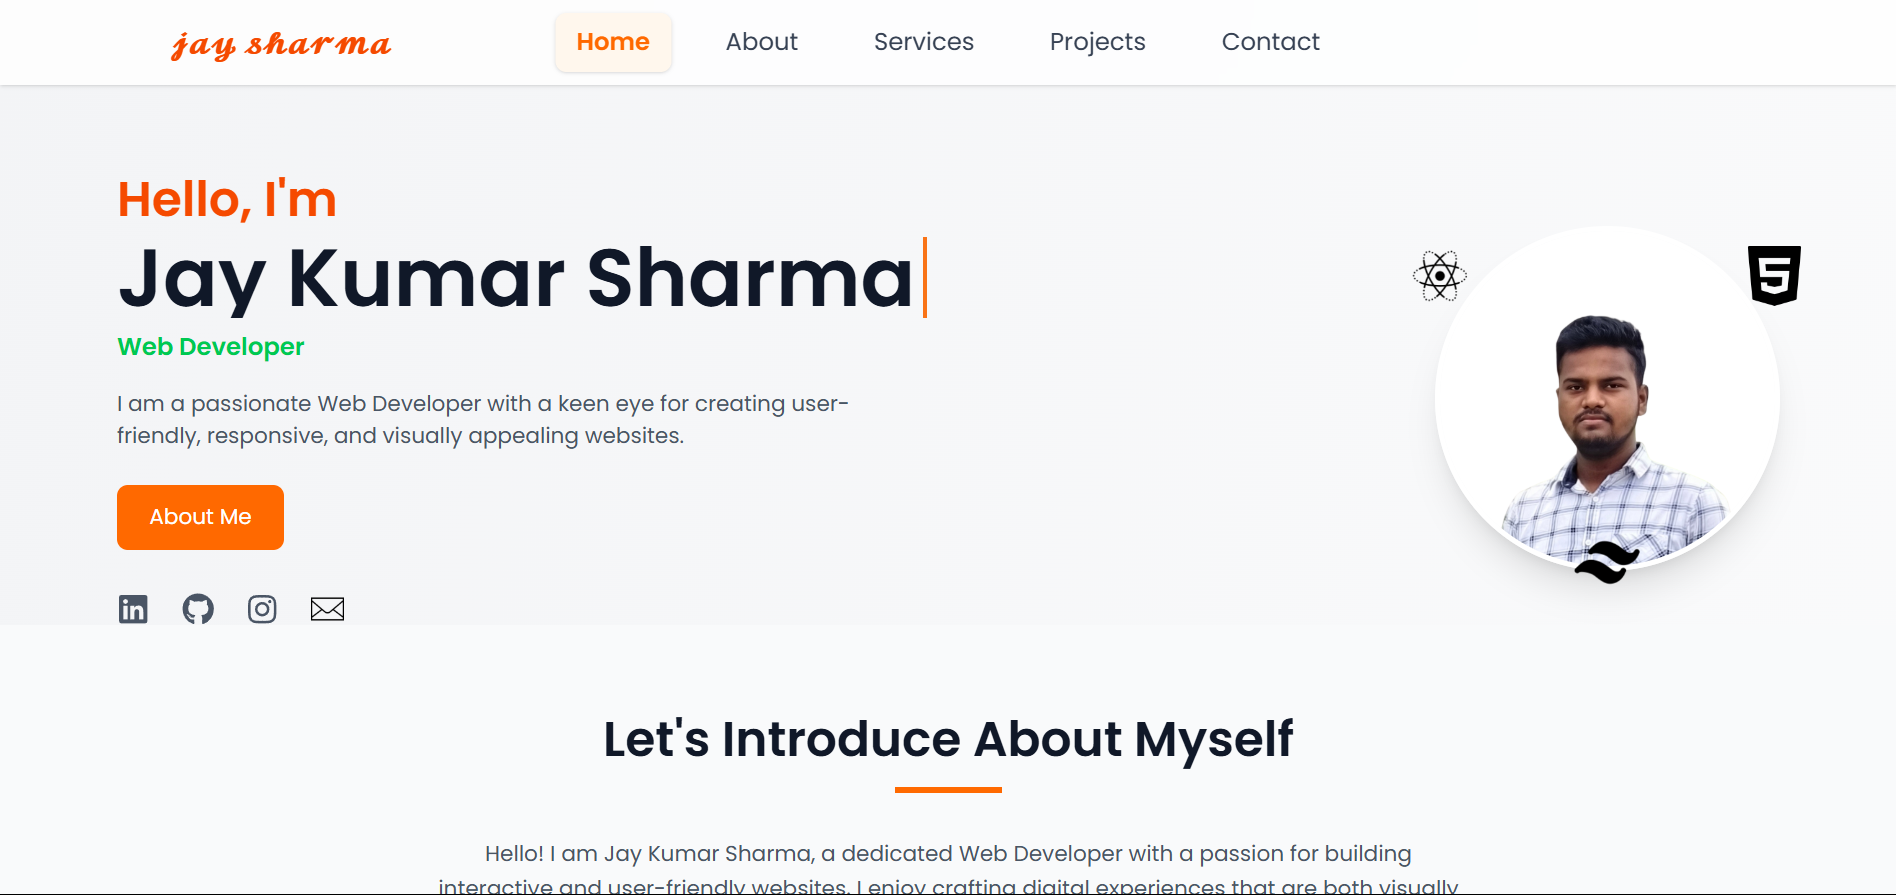 jay sharma
Home
About
Services
Projects
Contact
Hello, I'm
Jay Kumar Sharma
Web Developer
I am a passionate Web Developer with a keen eye for creating user-
friendly, responsive, and visually appealing websites.
About Me
in
5
Let's Introduce About Myself
Hello! I am Jay Kumar Sharma, a dedicated Web Developer with a passion for building
interactive and user-friendly websites. I enjoy crafting digital experiences that are both visually